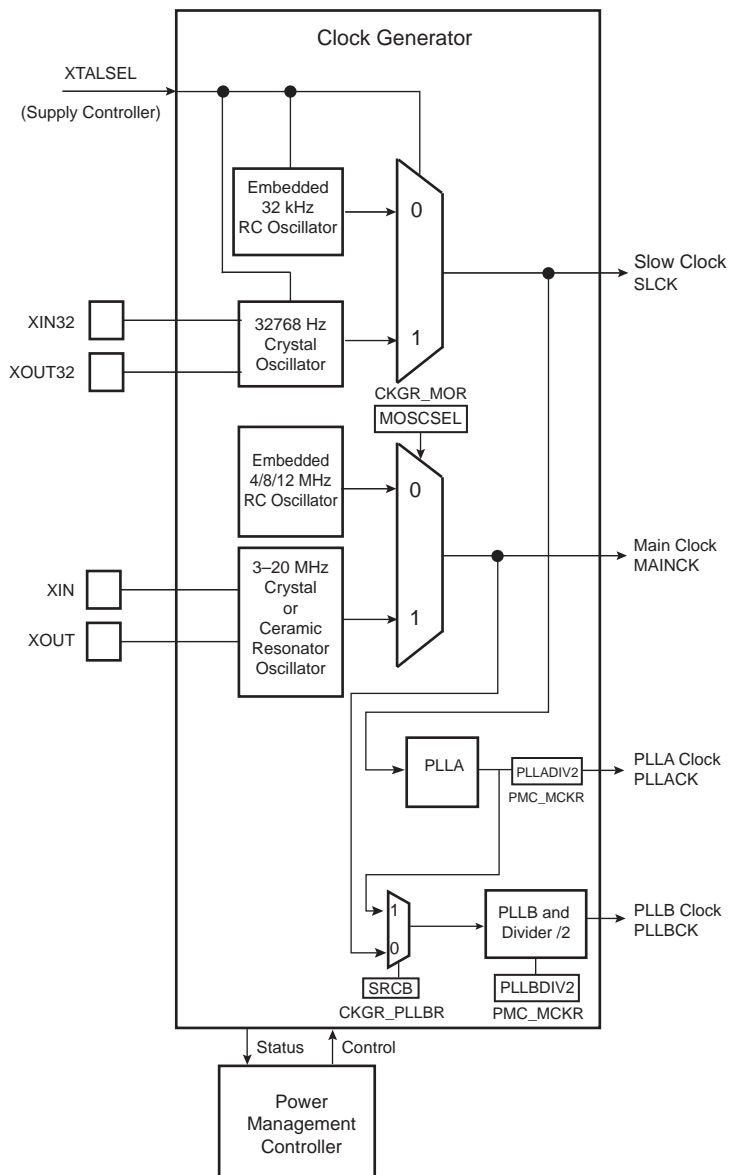 Clock Generator
XTALSEL
(Supply Controller)
Embedded
32 kHz
RC Oscillator
0
Slow Clock
SLCK
XIN32
XOUT32
32768 Hz
Crystal
Oscillator
1
CKGR_MOR
MOSCSEL
Embedded
4/8/12 MHz
RC Oscillator
0
Main Clock
MAINCK
XIN
XOUT
3–20 MHz
Crystal
or
Ceramic
Resonator
Oscillator
1
PLLA
PLLADIV2
PMC_MCKR
PLLA Clock
PLLACK
1
0
SRCB
CKGR_PLLBR
PLLB and
Divider /2
PLLBDIV2
PMC_MCKR
PLLB Clock
PLLBCK
Status
Control
Power
Management
Controller